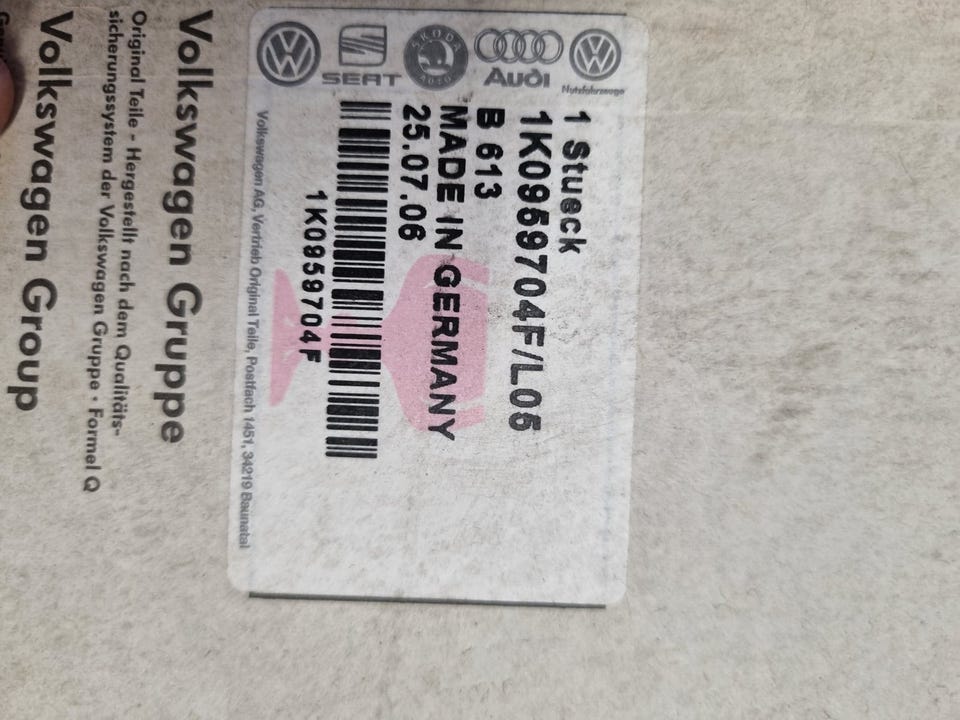 SEAT
SKODA
AUTO
Audi
Nutzfahrzeuge
1 Stueck
1K0959704F/L05
B 613
MADE IN GERMANY
25.07.06
1K0959704F
Volkswagen AG, Vertrieb Original Teile, Postfach 1451, 34219 Baunatal
Volkswagen Gruppe
Original Teile - Hergestellt nach dem Qualitäts-
sicherungssystem der Volkswagen Gruppe • Formel Q
Volkswagen Group